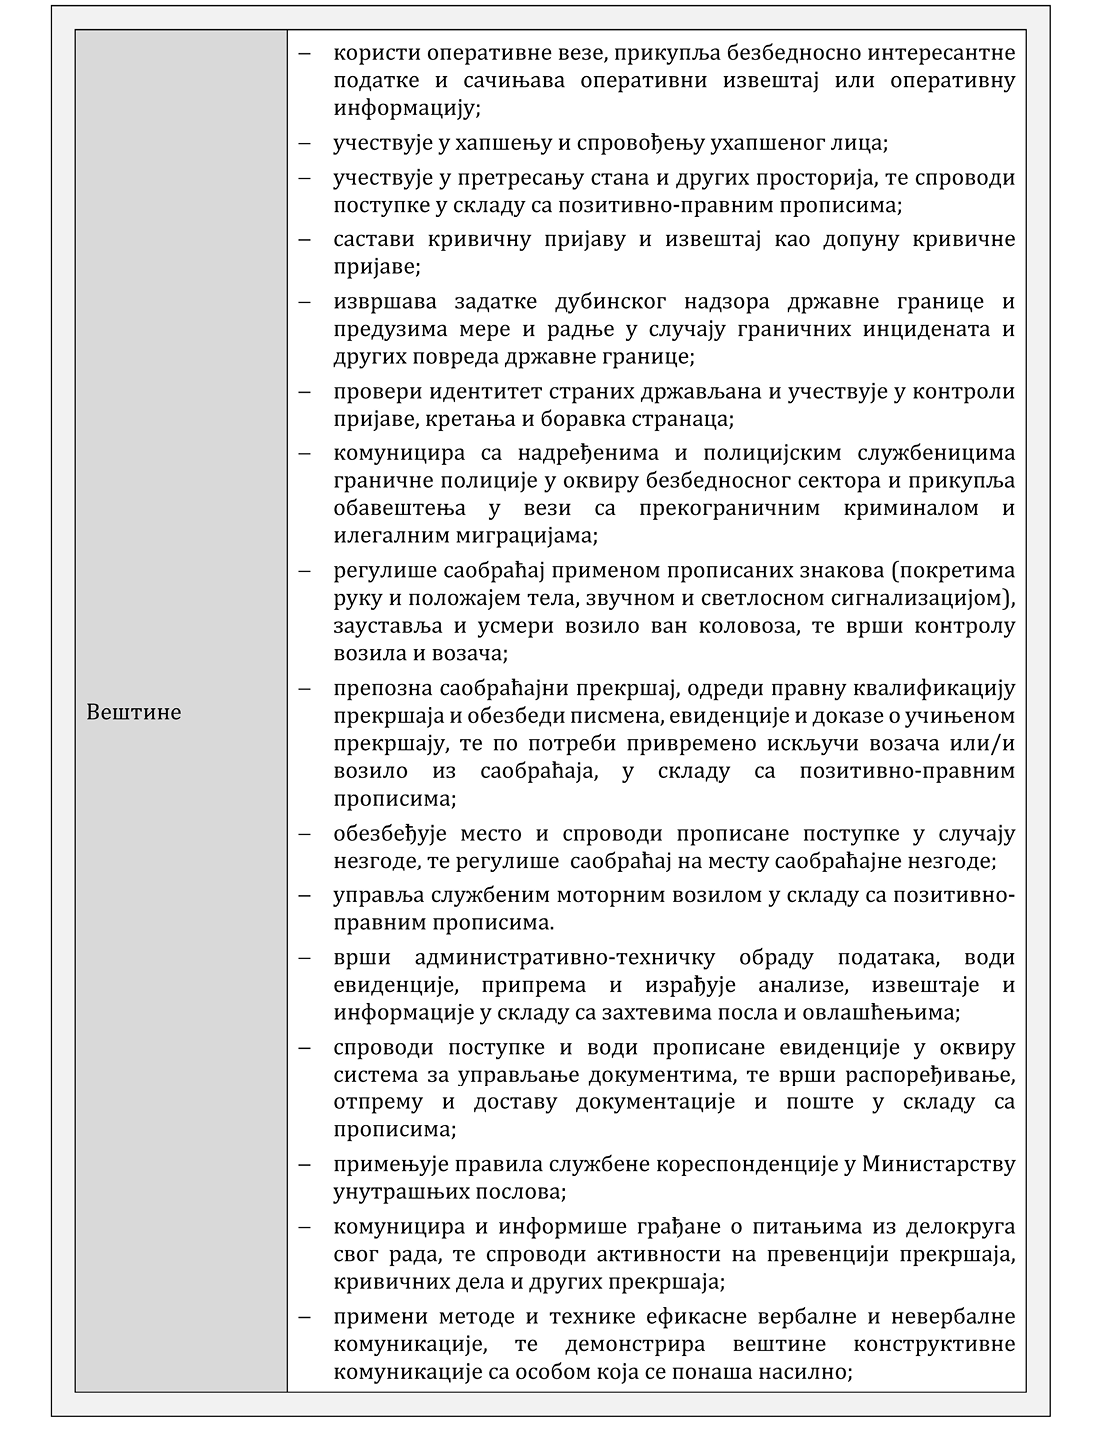 – користи оперативне везе, прикупља безбедносно интересантне
податке и сачињава оперативни извештај или оперативну
информацију;
– учествује у хапшењу и спровођењу ухапшеног лица;
– учествује у претресању стана и других просторија, те спроводи
поступке у складу са позитивно-правним прописима;
– састави кривичну пријаву и извештај као допуну кривичне
пријаве;
– извршава задатке дубинског надзора државне границе и
предузима мере и радње у случају граничних инцидената и
других повреда државне границе;
– провери идентитет страних држављана и учествује у контроли
пријаве, кретања и боравка странаца;
– комуницира са надређенима и полицијским службеницима
граничне полиције у оквиру безбедносног сектора и прикупља
обавештења у вези са прекограничним криминалом и
илегалним миграцијама;
– регулише саобраћај применом прописаних знакова (покретима
руку и положајем тела, звучном и светлосном сигнализацијом),
зауставља и усмери возило ван коловоза, те врши контролу
возила и возача;
– препозна саобраћајни прекршај, одреди правну квалификацију
Вештине
прекршаја и обезбеди писмена, евиденције и доказе о учињеном
прекршају, те по потреби привремено искључи возача или/и
возило из саобраћаја, у складу са позитивно-правним
прописима;
– обезбеђује место и спроводи прописане поступке у случају
незгоде, те регулише саобраћај на месту саобраћајне незгоде;
– управља службеним моторним возилом у складу са позитивно-
правним прописима.
– врши административно-техничку обраду података, води
евиденције, припрема и израђује анализе, извештаје и
информације у складу са захтевима посла и овлашћењима;
– спроводи поступке и води прописане евиденције у оквиру
система за управљање документима, те врши распоређивање,
отпрему и доставу документације и поште у складу са
прописима;
– примењује правила службене кореспонденције у Министарству
унутрашњих послова;
– комуницира и информише грађане о питањима из делокруга
свог рада, те спроводи активности на превенцији прекршаја,
кривичних дела и других прекршаја;
– примени методе и технике ефикасне вербалне и невербалне
комуникације, те демонстрира вештине конструктивне
комуникације са особом која се понаша насилно;